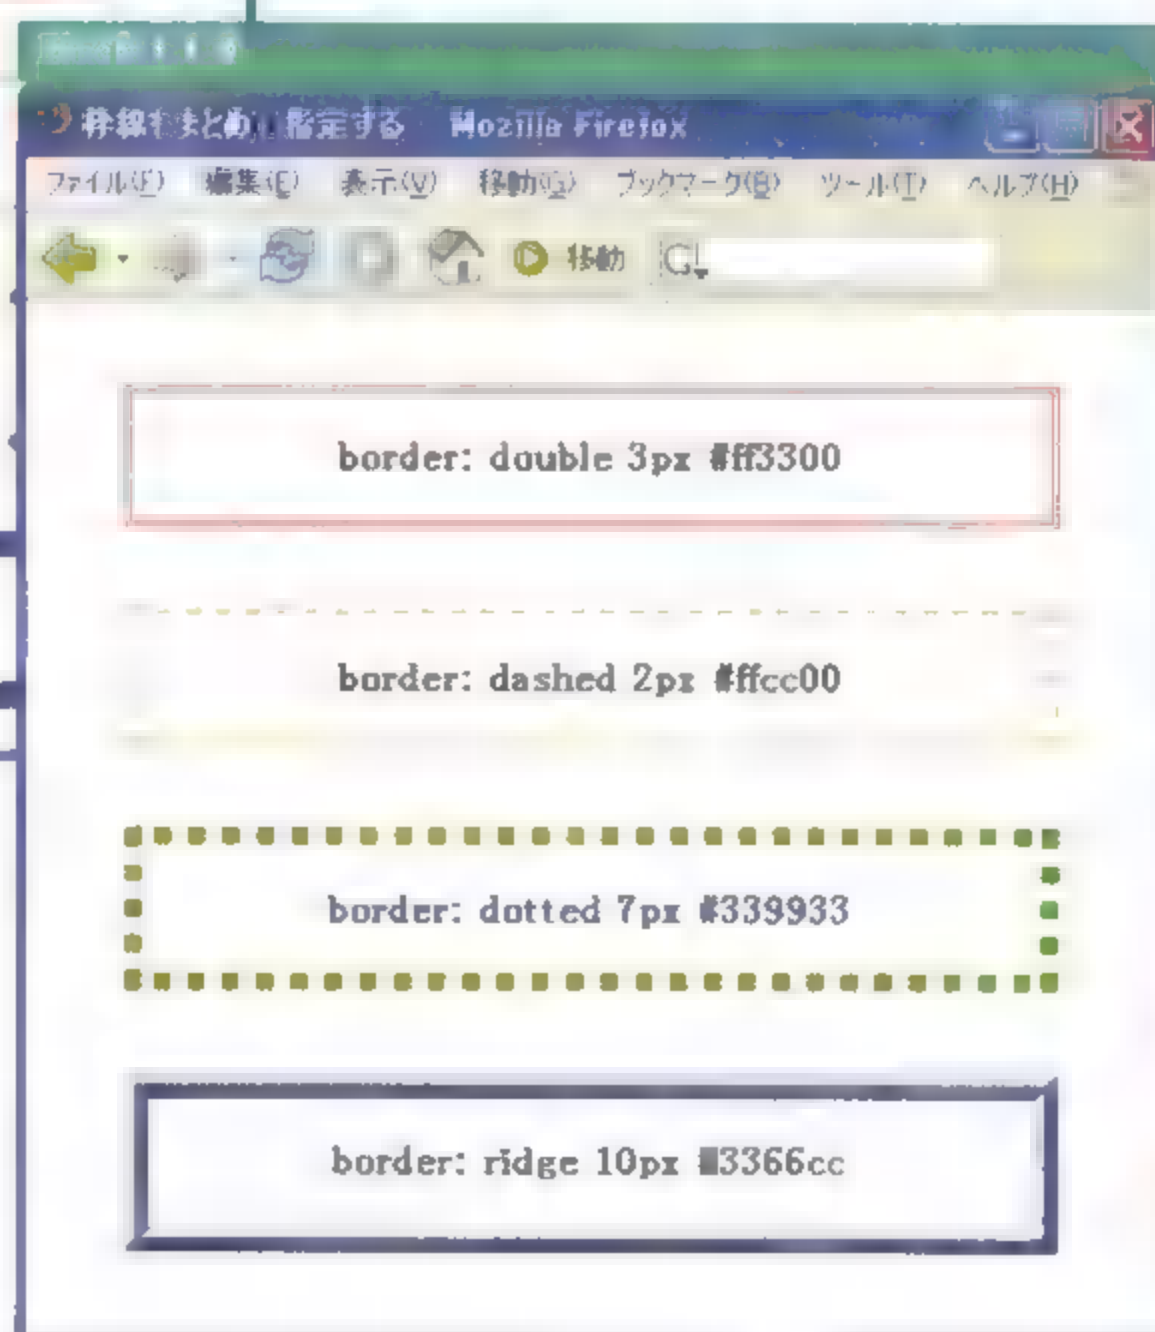 枠線をまとめて指定する Mozilla Firefox
ファイル(F) 編集(E) 表示(V) 移動(G) ブックマーク(B) ツール(T) ヘルプ(H)
移動 G
border: double 3px #ff3300
border: dashed 2px #ffcc00
border: dotted 7px #339933
border: ridge 10px #3366cc